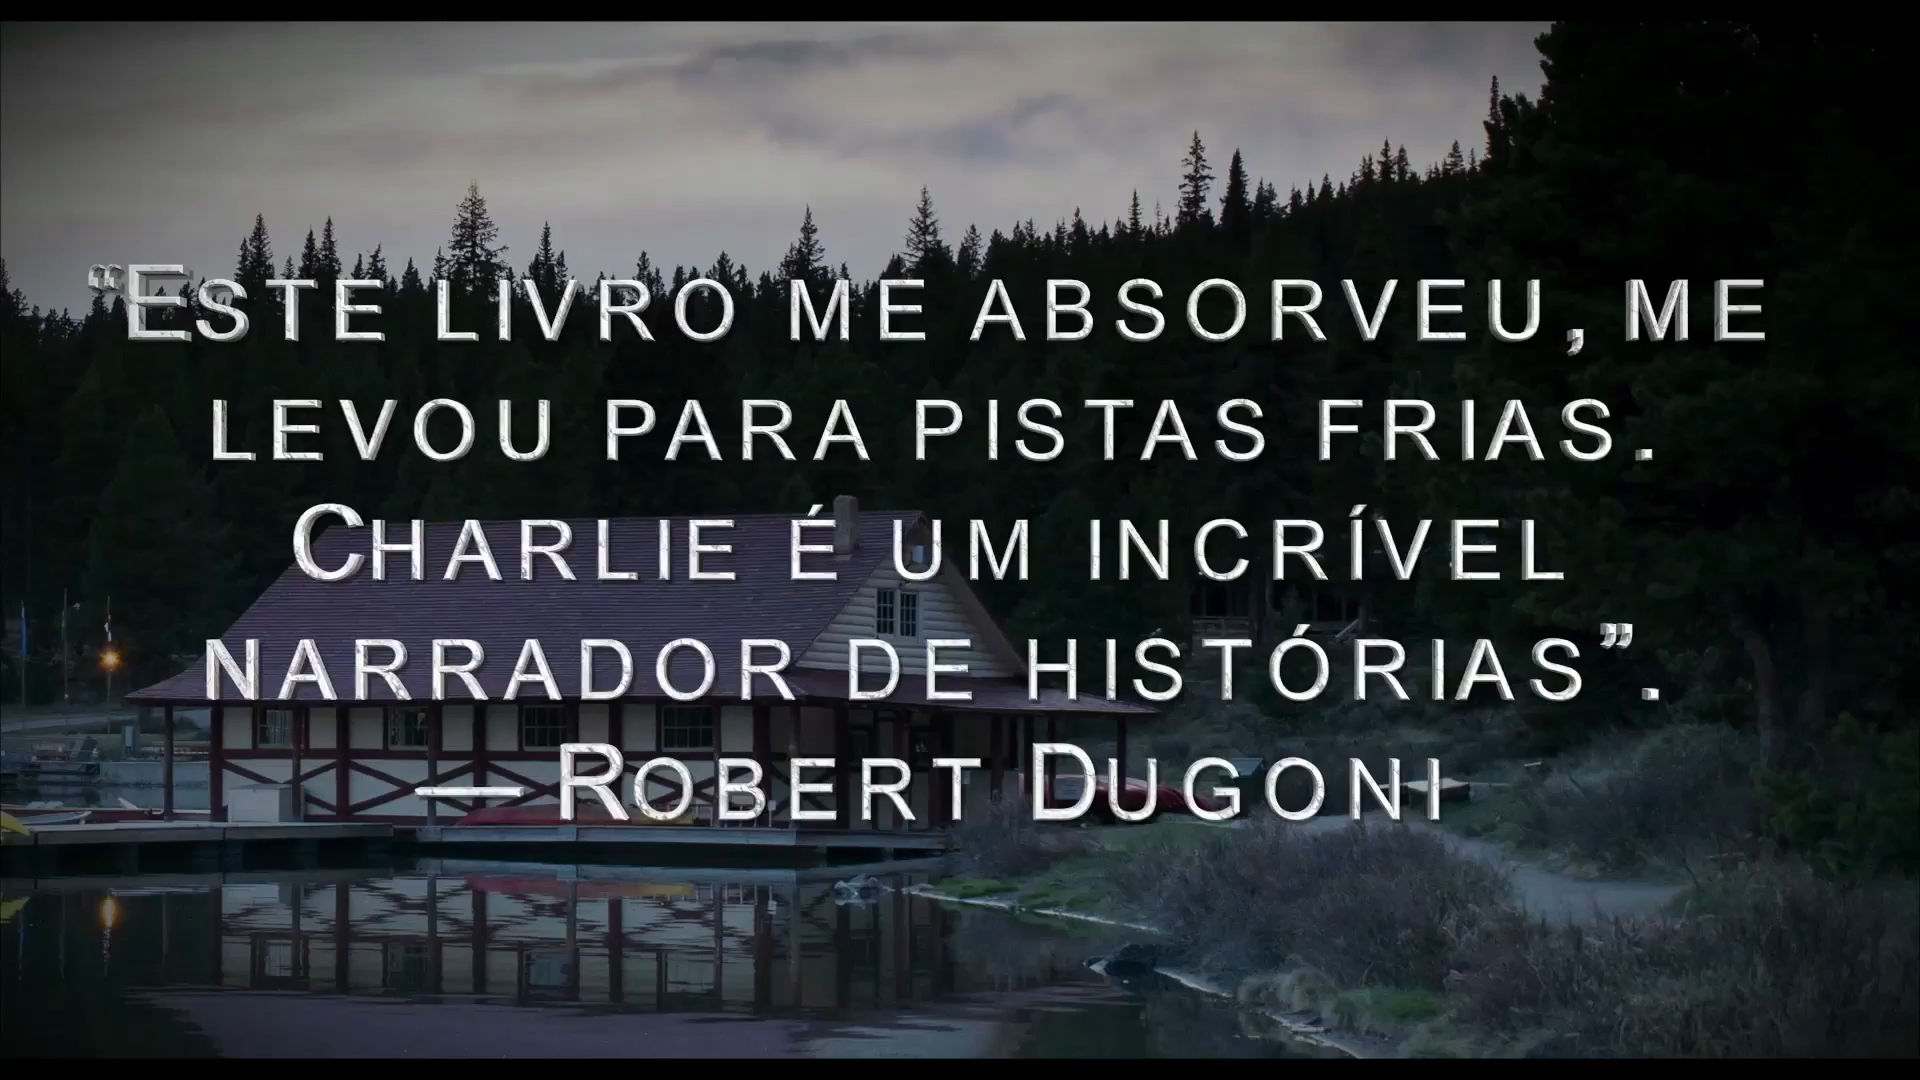 “Este livro me absorveu, me
levou para pistas frias.
Charlie é um incrível
narrador de histórias”.
— Robert Dugoni